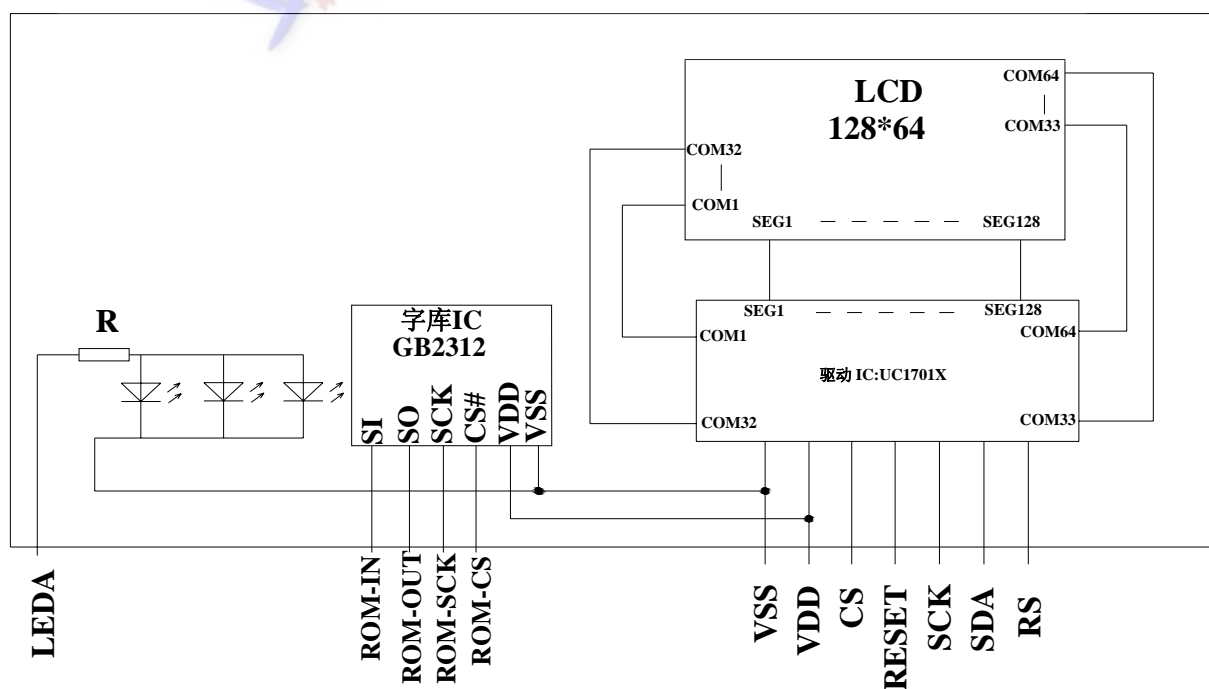 LCD
128*64
COM64
COM33
COM32
COM1
SEG1
SEG128
R
字库IC
GB2312
SI
SO
SCK
CS#
VDD
VSS
SEG1
SEG128
COM1
COM64
驱动 IC:UC1701X
COM32
COM33
LEDA
ROM-IN
ROM-OUT
ROM-SCK
ROM-CS
VSS
VDD
CS
RESET
SCK
SDA
RS